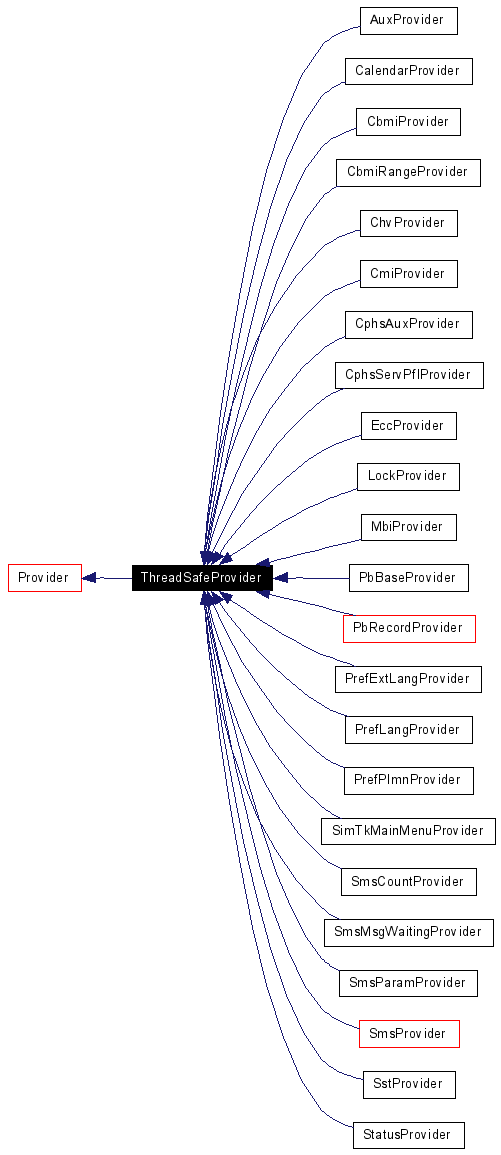 AuxProvider
CalendarProvider
CbmiProvider
CbmiRangeProvider
ChvProvider
CmiProvider
CphsAuxProvider
CphsServPflProvider
EccProvider
LockProvider
MbiProvider
Provider
ThreadSafeProvider
PbBaseProvider
PbRecordProvider
PrefExtLangProvider
PrefLangProvider
PrefPlmnProvider
SimTkMainMenuProvider
SmsCountProvider
SmsMsgWaitingProvider
SmsParamProvider
SmsProvider
SstProvider
StatusProvider